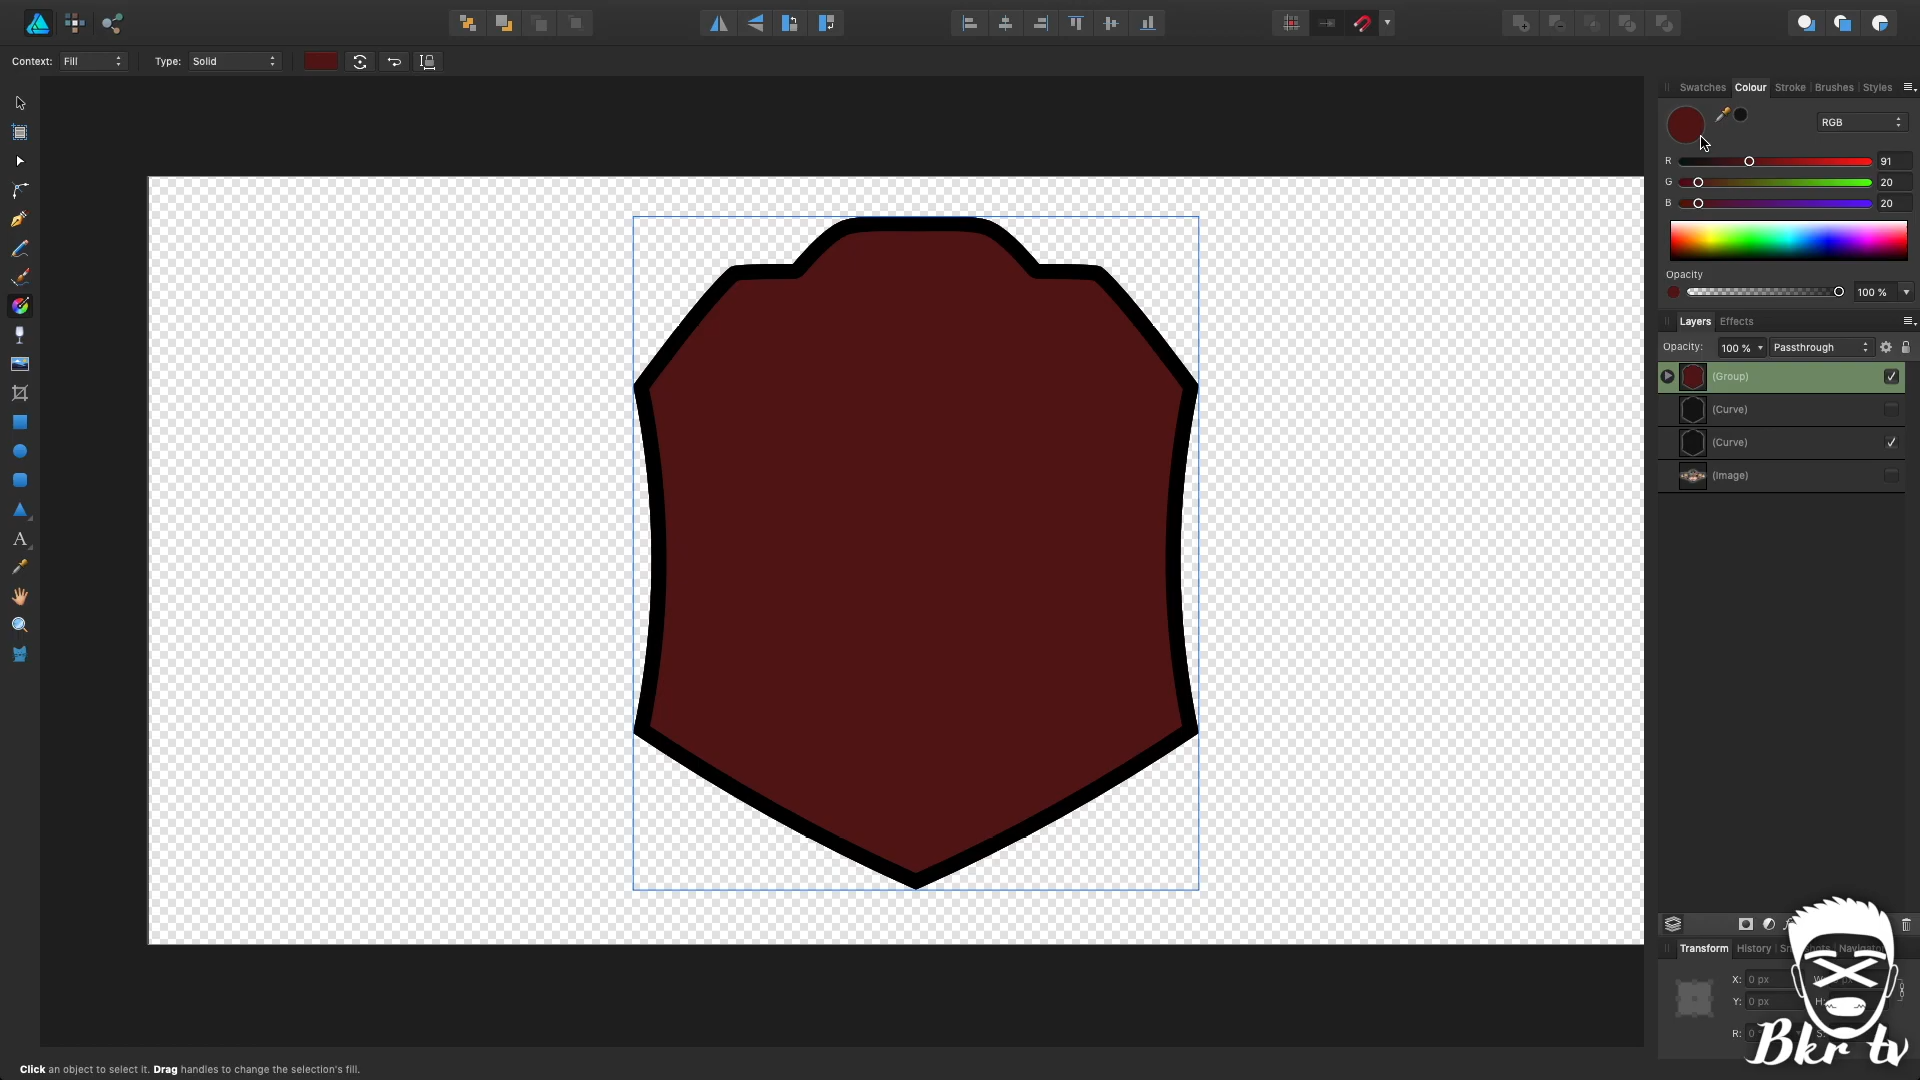 Context: Fill Type: Solid
Swatches Colour Stroke Brushes Styles
RGB
R 91
G 20
B 20
Opacity
100 %
Layers Effects
Opacity: 100 % Passthrough
(Group)
(Curve)
(Curve)
(Image)
Transform History
X: 0 px
Y: 0 px H:
R: 0
A
Bkr tv
Click an object to select it. Drag handles to change the selection's fill.